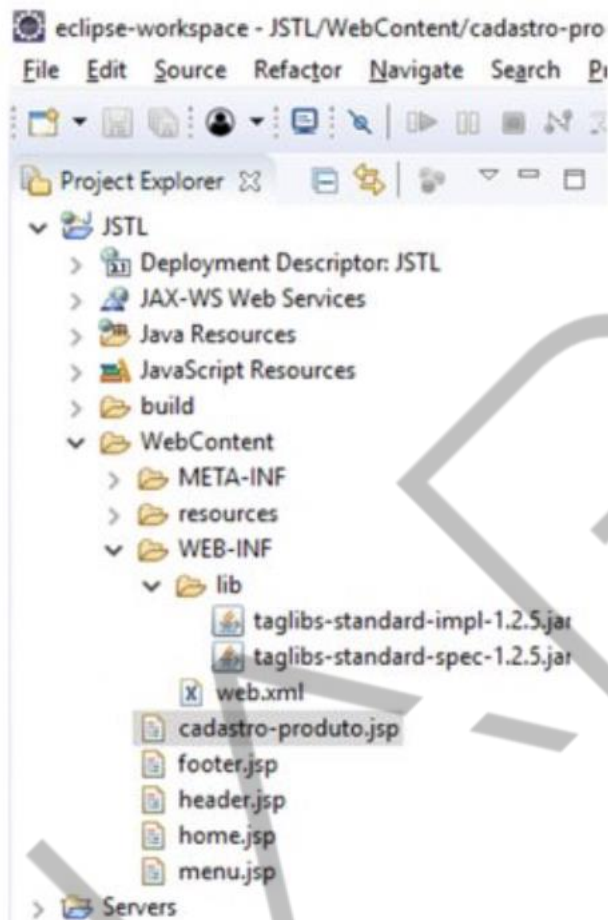 eclipse-workspace - JSTL/WebContent/cadastro-pro
File Edit Source Refactor Navigate Search
Project Explorer
JSTL
Deployment Descriptor: JSTL
JAX-WS Web Services
Java Resources
JavaScript Resources
build
WebContent
META-INF
resources
WEB-INF
lib
taglibs-standard-impl-1.2.5.jar
taglibs-standard-spec-1.2.5.jar
web.xml
cadastro-produto.jsp
footer.jsp
header.jsp
home.jsp
menu.jsp
Servers